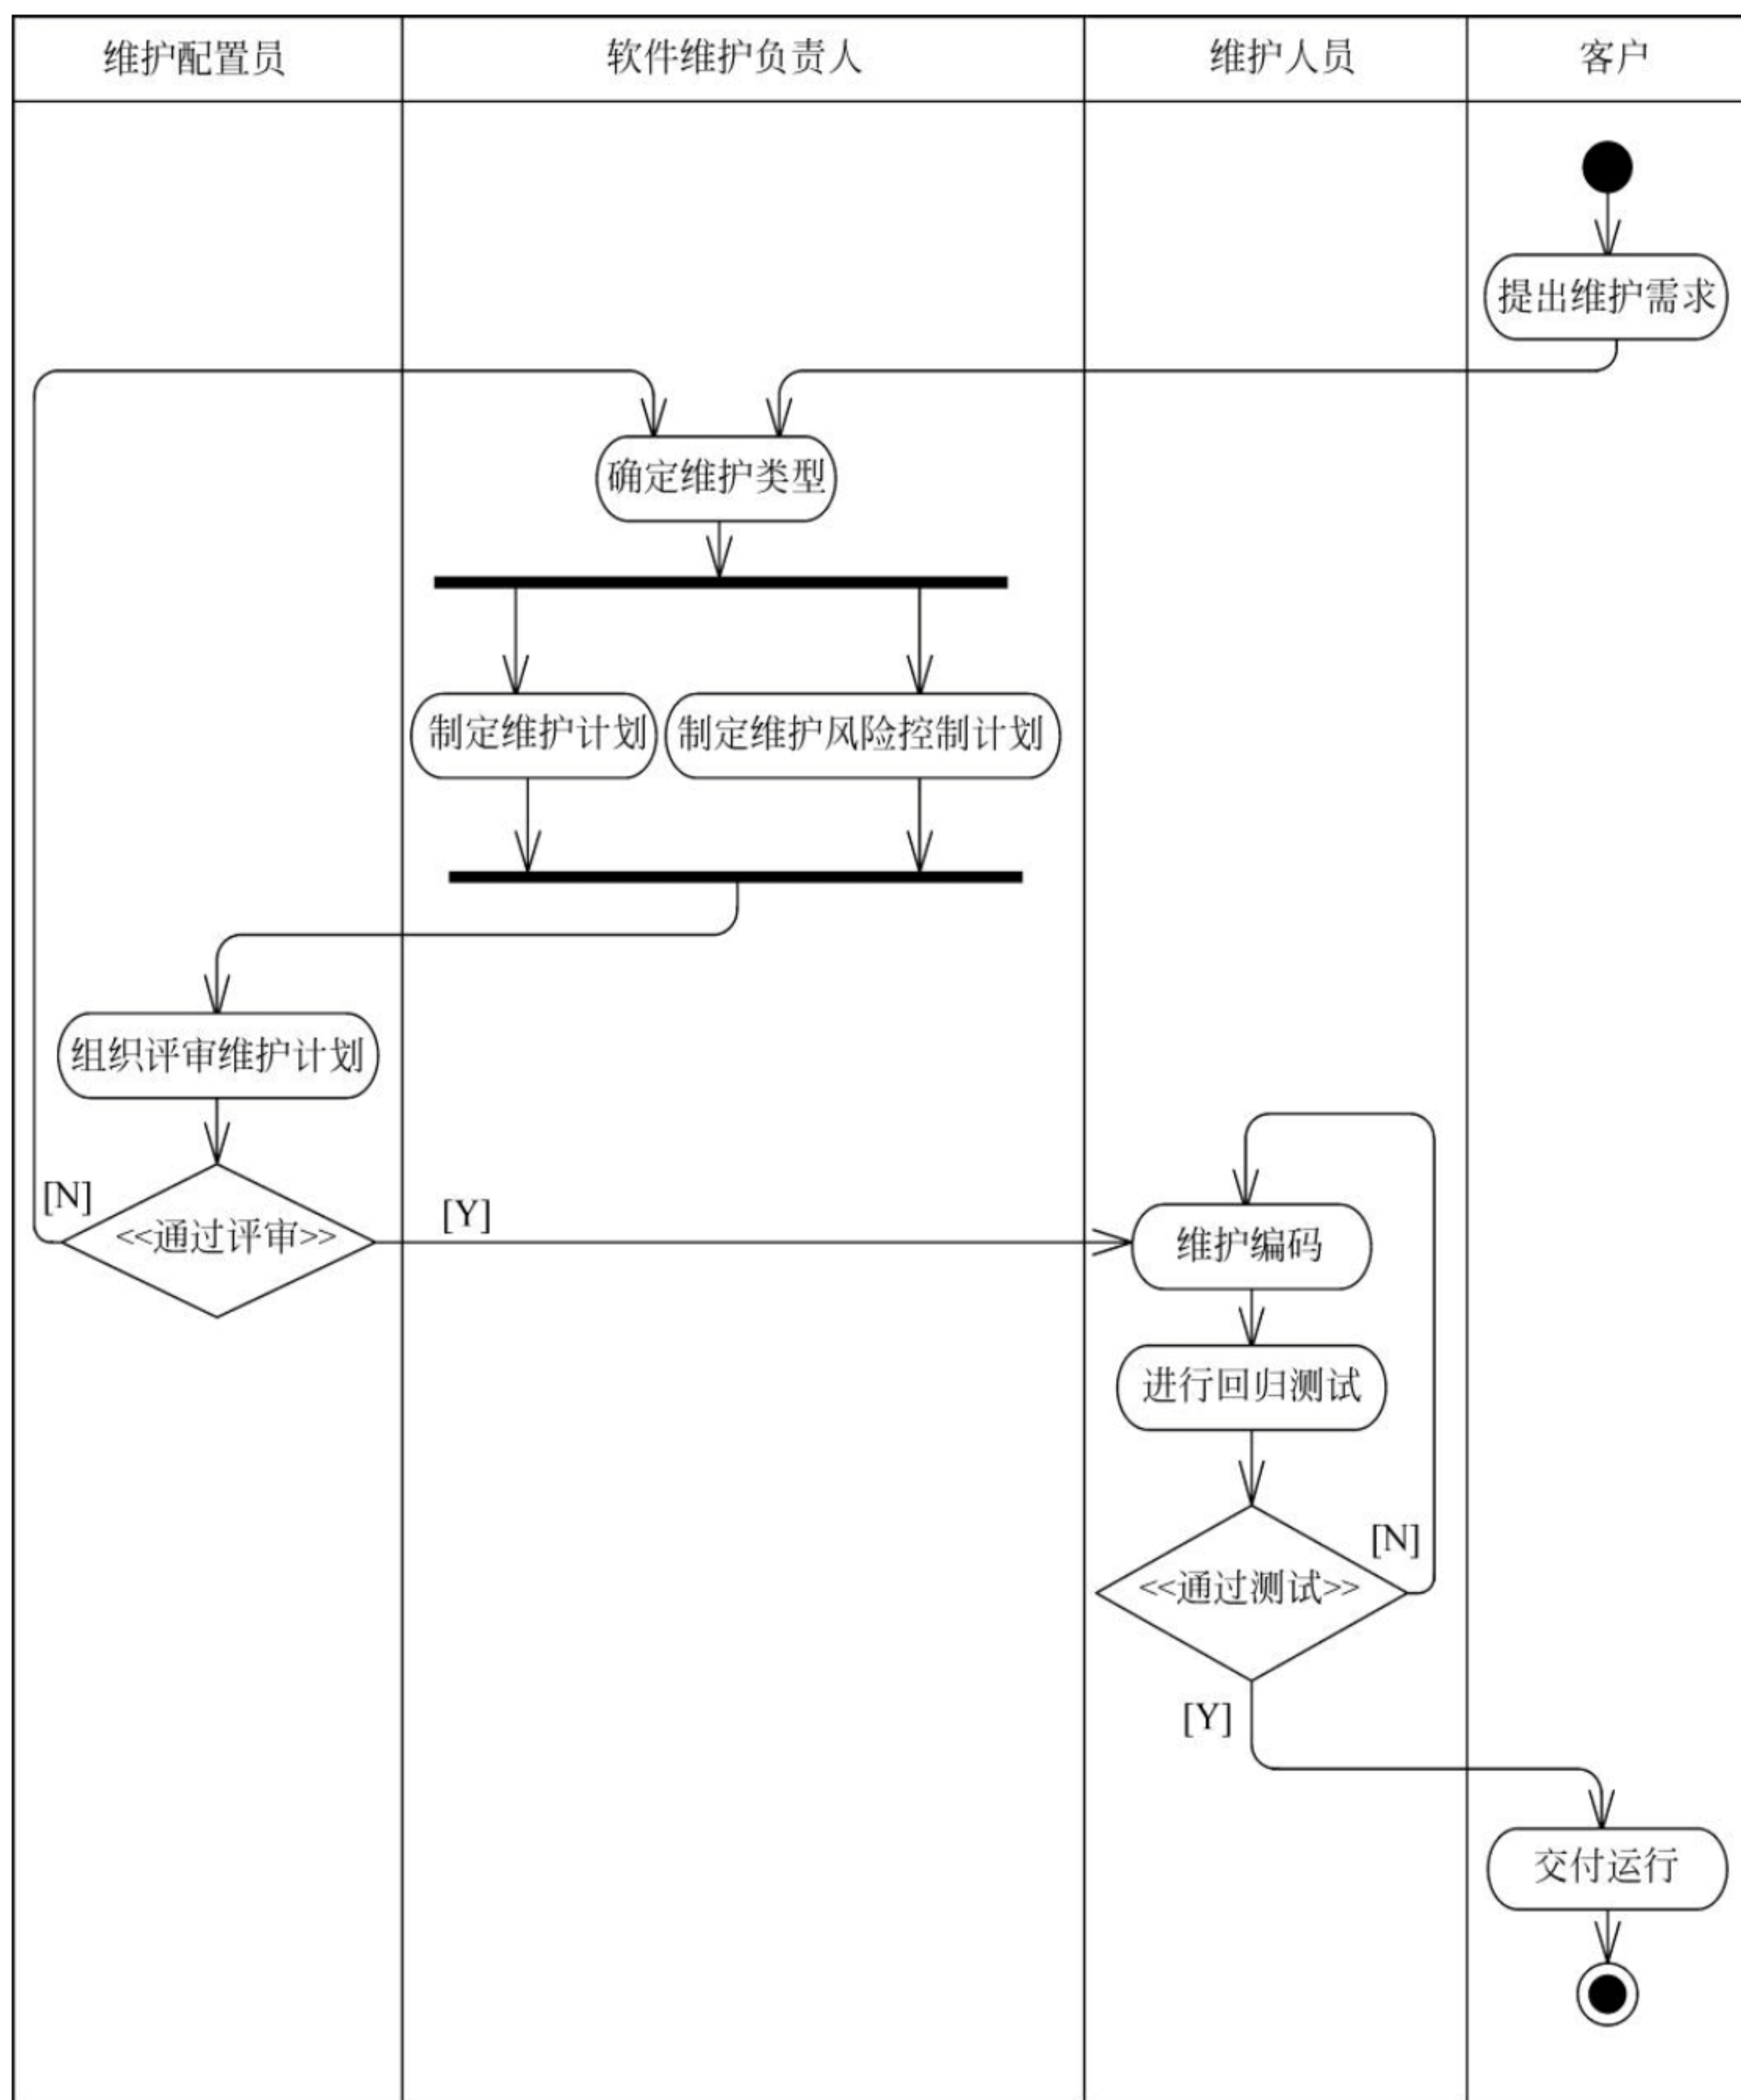 维护配置员
软件维护负责人
维护人员
客户
提出维护需求
确定维护类型
制定维护计划
制定维护风险控制计划
组织评审维护计划
[N]
<<通过评审>>
[Y]
维护编码
进行回归测试
[N]
<<通过测试>>
[Y]
交付运行